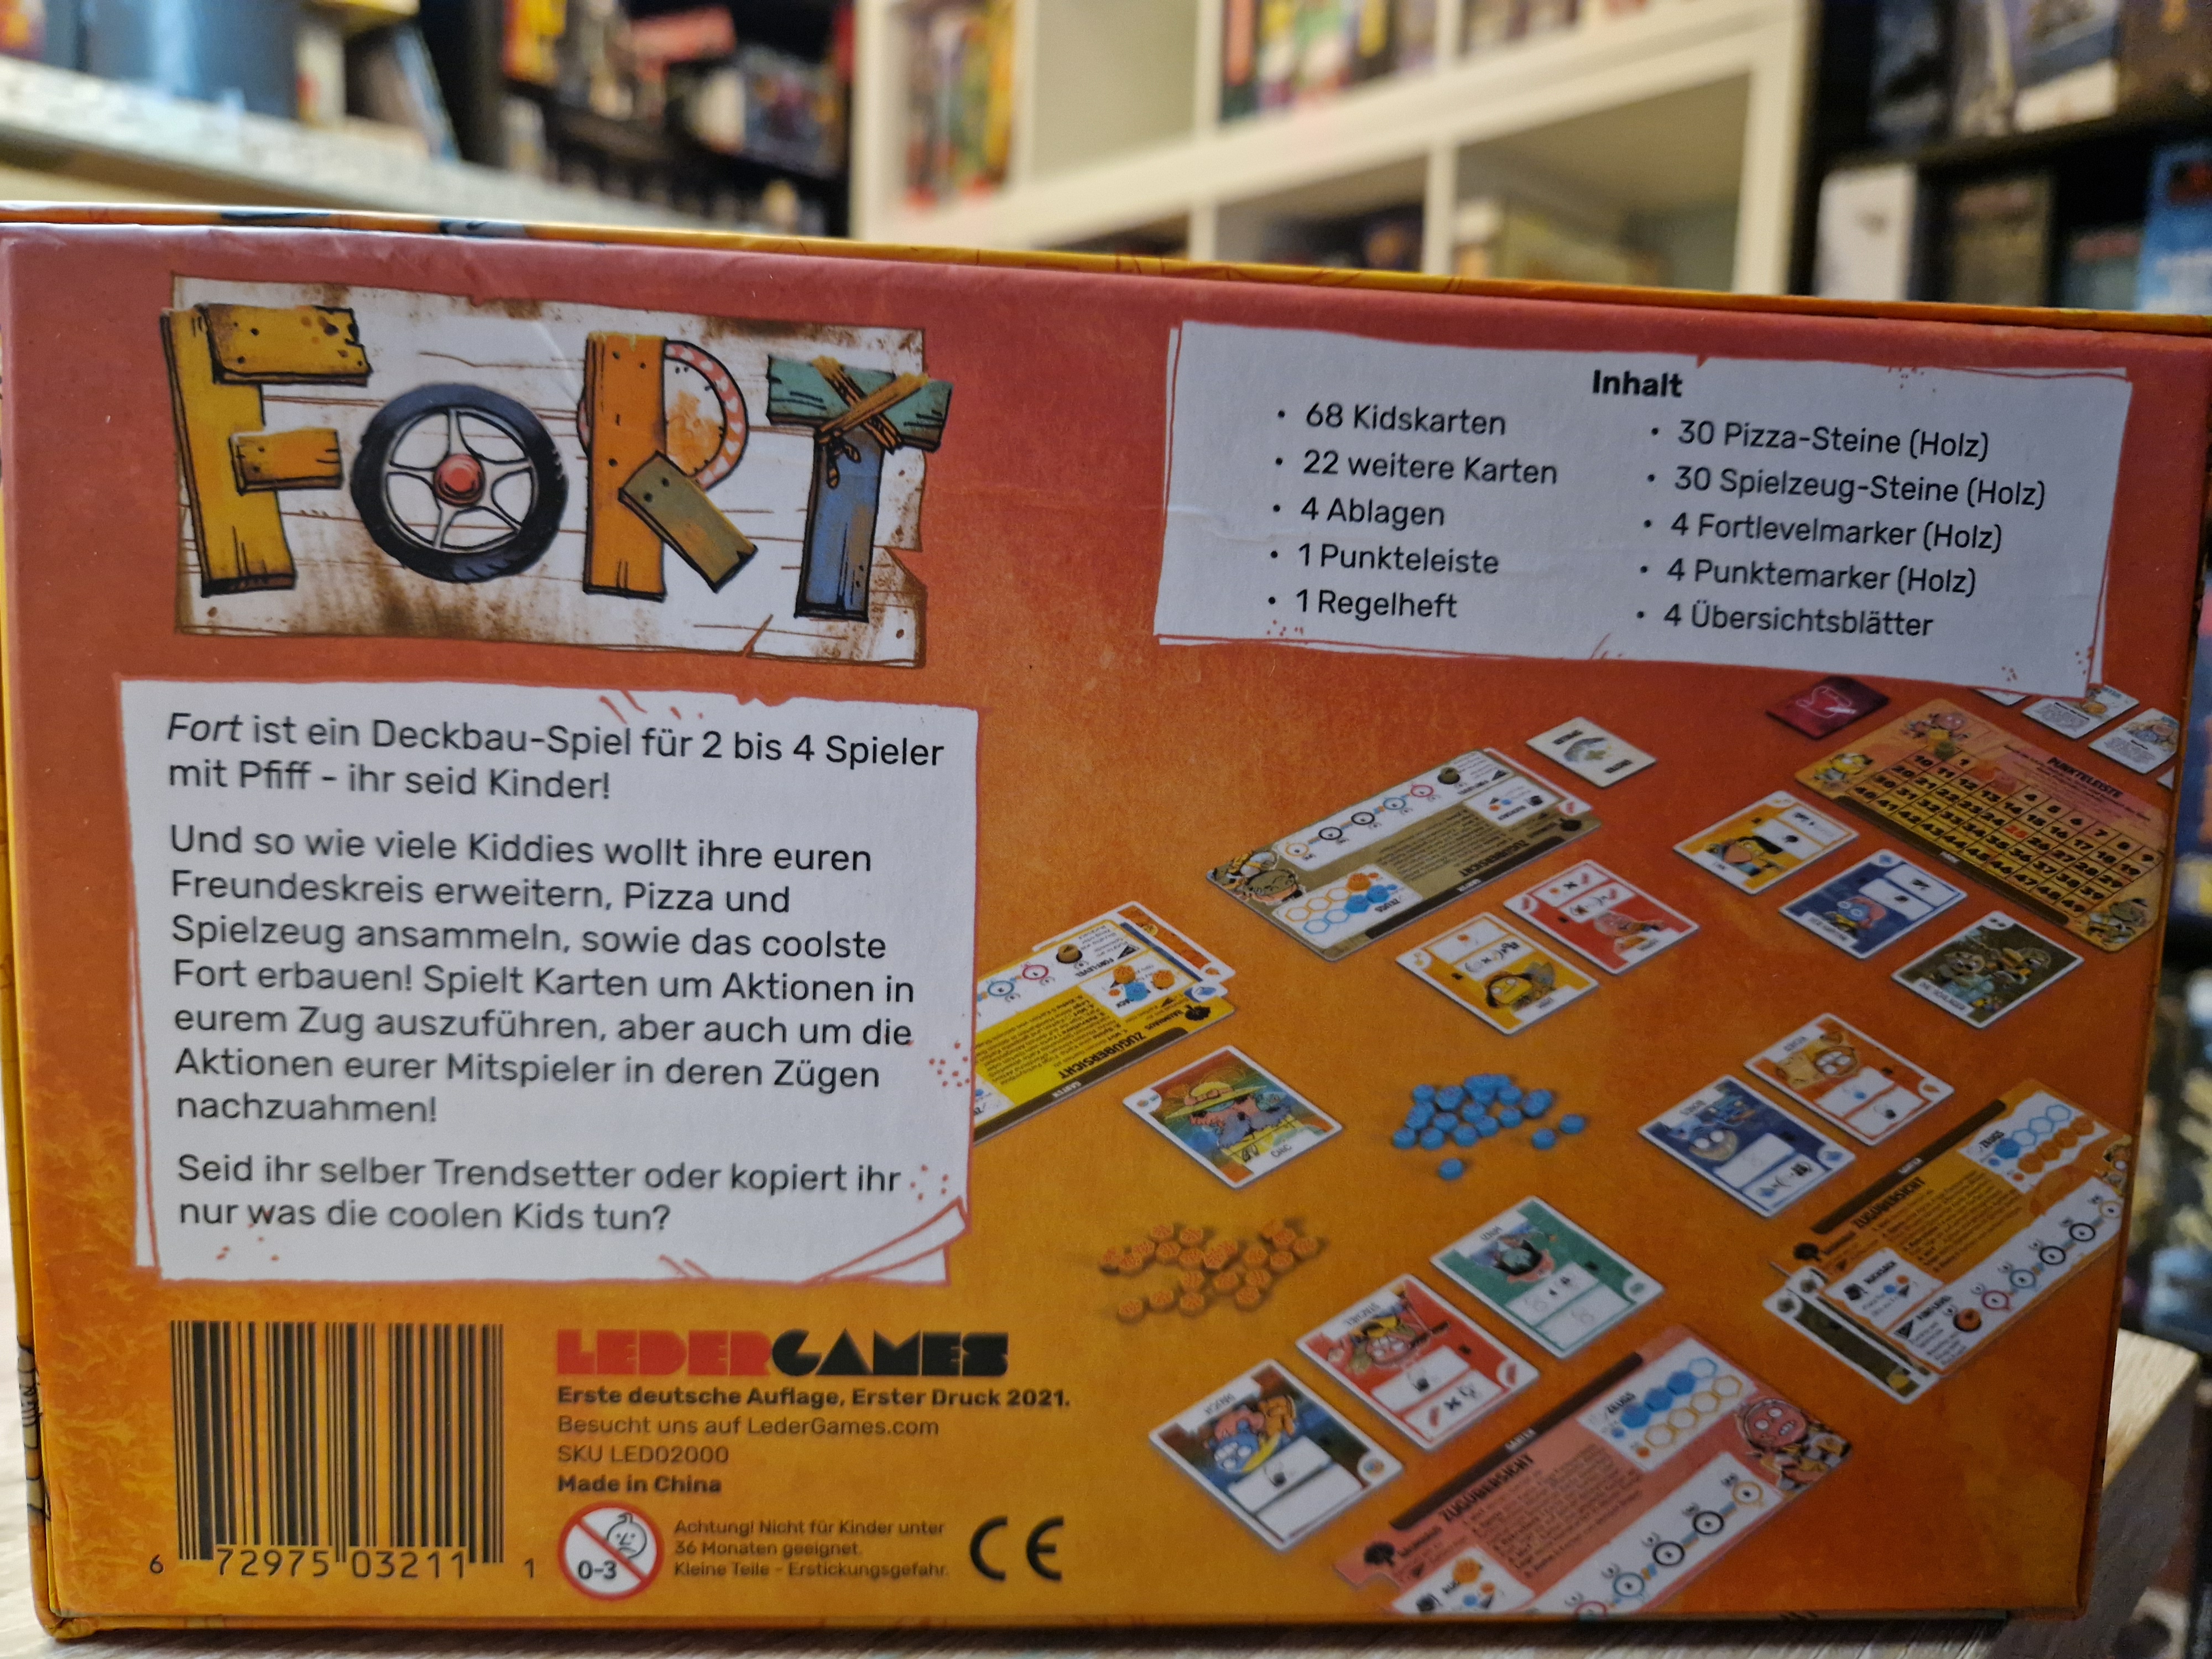 FORT
Fort ist ein Deckbau-Spiel für 2 bis 4 Spieler
mit Pfiff - ihr seid Kinder!
Und so wie viele Kiddies wollt ihre euren
Freundeskreis erweitern, Pizza und
Spielzeug ansammeln, sowie das coolste
Fort erbauen! Spielt Karten um Aktionen in
eurem Zug auszuführen, aber auch um die
Aktionen eurer Mitspieler in deren Zügen
nachzuahmen!
Seid ihr selber Trendsetter oder kopiert ihr
nur was die coolen Kids tun?
Inhalt
• 68 Kidskarten
• 22 weitere Karten
• 4 Ablagen
• 1 Punkteleiste
• 1 Regelheft
• 30 Pizza-Steine (Holz)
• 30 Spielzeug-Steine (Holz)
• 4 Fortlevelmarker (Holz)
• 4 Punktemarker (Holz)
• 4 Übersichtsblätter
PUNKTELEISTE
ZUGÜBERSICHT
ZUGÜBERSICHT
ZUGÜBERSICHT
ZUGÜBERSICHT
6 72975 03211 1
LEDERGAMES
Erste deutsche Auflage, Erster Druck 2021.
Besucht uns auf LederGames.com
SKU LED02000
Made in China
0-3
Achtung! Nicht für Kinder unter
36 Monaten geeignet.
Kleine Teile - Erstickungsgefahr.
CE